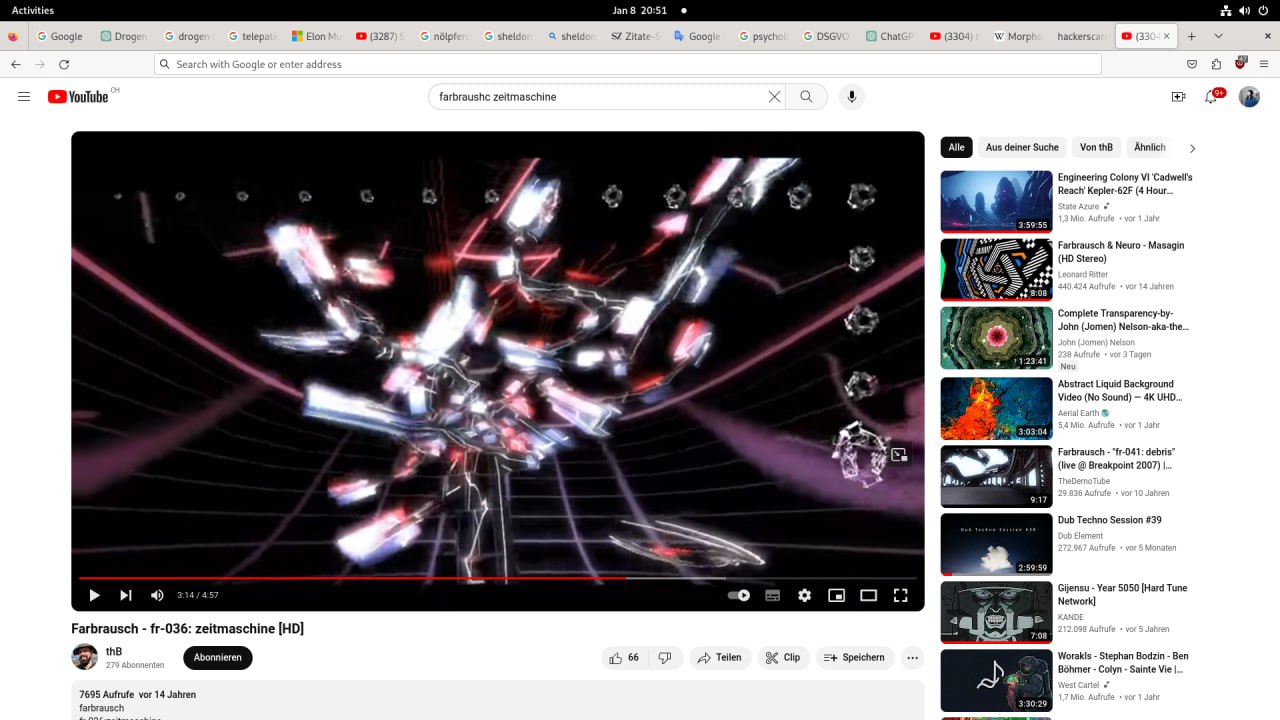 Activities
Jan 8 20:51
Google
Drogen
drogen
telepati
Elon Mu
(3287) S
nölpfero
sheldon
sheldon
Zitate-S
Google
psycholo
DSGVO
ChatGP
(3304)
Morpho
hackerscan
(3304
Search with Google or enter address
YouTube CH
farbraushc zeitmaschine
9+
Alle
Aus deiner Suche
Von thB
Ähnlich
Engineering Colony VI 'Cadwell's
Reach' Kepler-62F (4 Hour...
State Azure
1,3 Mio. Aufrufe • vor 1 Jahr
3:59:55
Farbrausch & Neuro - Masagin
(HD Stereo)
Leonard Ritter
440.424 Aufrufe • vor 14 Jahren
8:08
Complete Transparency-by-
John (Jomen) Nelson-aka-the...
John (Jomen) Nelson
238 Aufrufe • vor 3 Tagen
Neu
1:23:41
Abstract Liquid Background
Video (No Sound) — 4K UHD...
Aerial Earth
5,4 Mio. Aufrufe • vor 1 Jahr
3:03:04
Farbrausch - "fr-041: debris"
(live @ Breakpoint 2007) |...
TheDemoTube
29.836 Aufrufe • vor 10 Jahren
9:17
Dub Techno Session #39
Dub Techno Session #39
Dub Element
272.967 Aufrufe • vor 5 Monaten
2:59:59
Gijensu - Year 5050 [Hard Tune
Network]
KANDE
212.098 Aufrufe • vor 5 Jahren
7:08
Worakls - Stephan Bodzin - Ben
Böhmer - Colyn - Sainte Vie |...
West Cartel
1,7 Mio. Aufrufe • vor 1 Jahr
3:30:29
3:14 / 4:57
Farbrausch - fr-036: zeitmaschine [HD]
thB
279 Abonnenten
Abonnieren
66
Teilen
Clip
Speichern
7695 Aufrufe vor 14 Jahren
farbrausch
fr-036:zeitmaschine